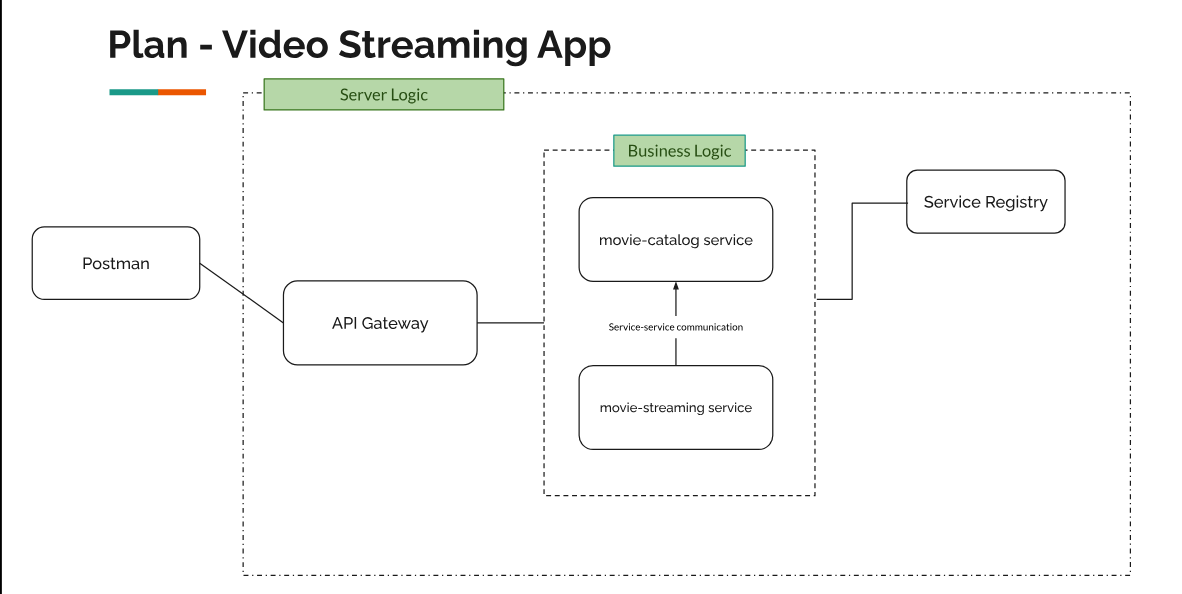 Plan - Video Streaming App
Server Logic
Business Logic
Service Registry
movie-catalog service
Postman
API Gateway
Service-service communication
movie-streaming service